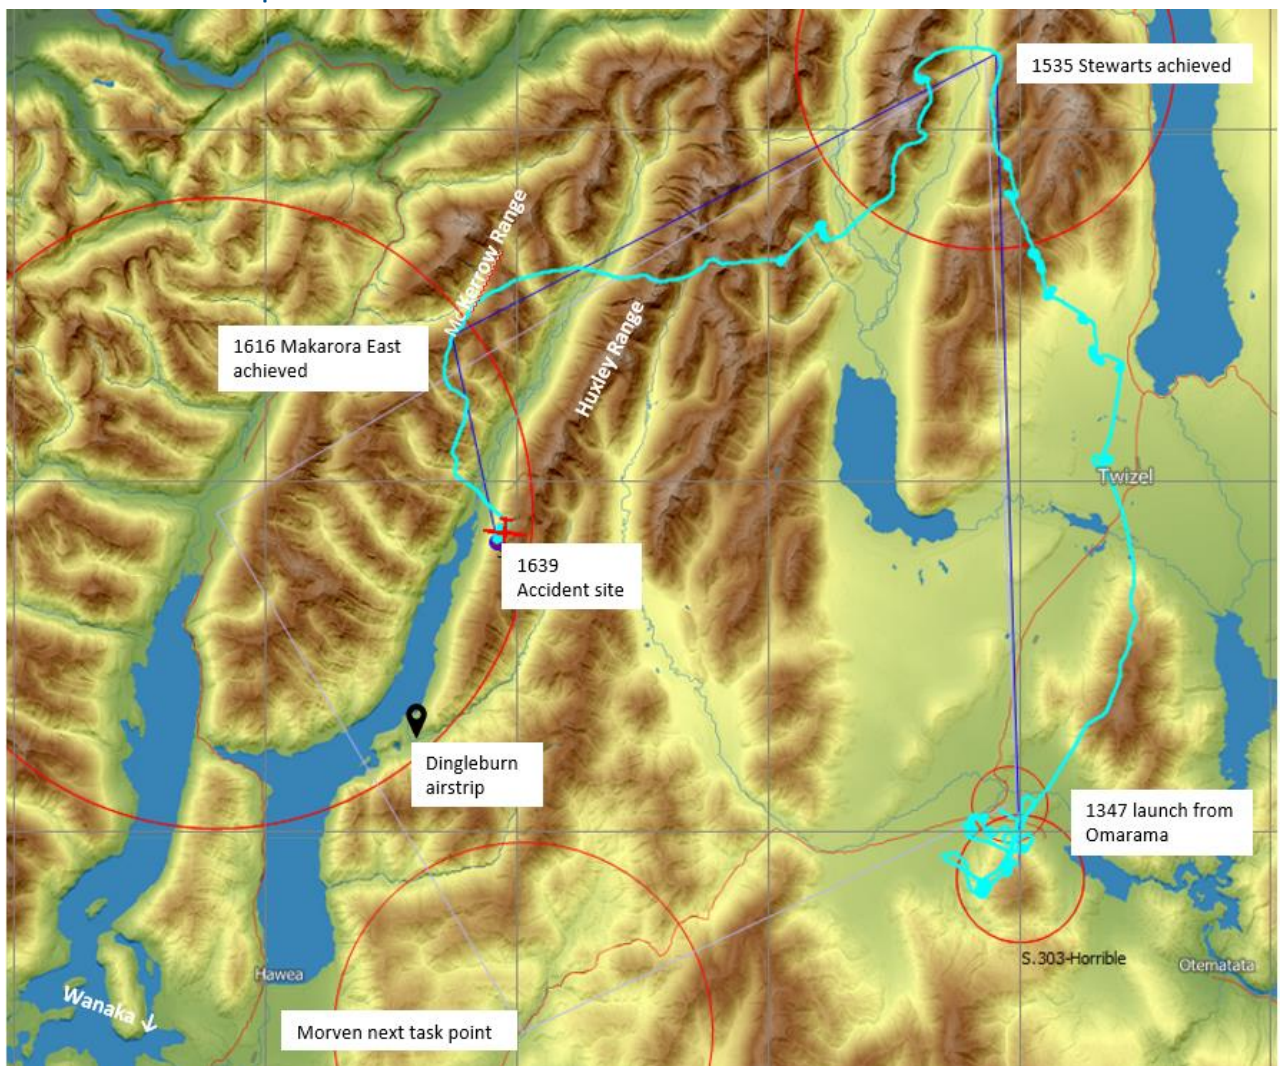 1535 Stewarts achieved
McKerrow Range
1616 Makarora East
achieved
Huxley Range
Twizel
1639
Accident site
Dingleburn
airstrip
1347 launch from
Omarama
S.303-Horrible
Otematata
Hawea
Wanaka ↓
Morven next task point